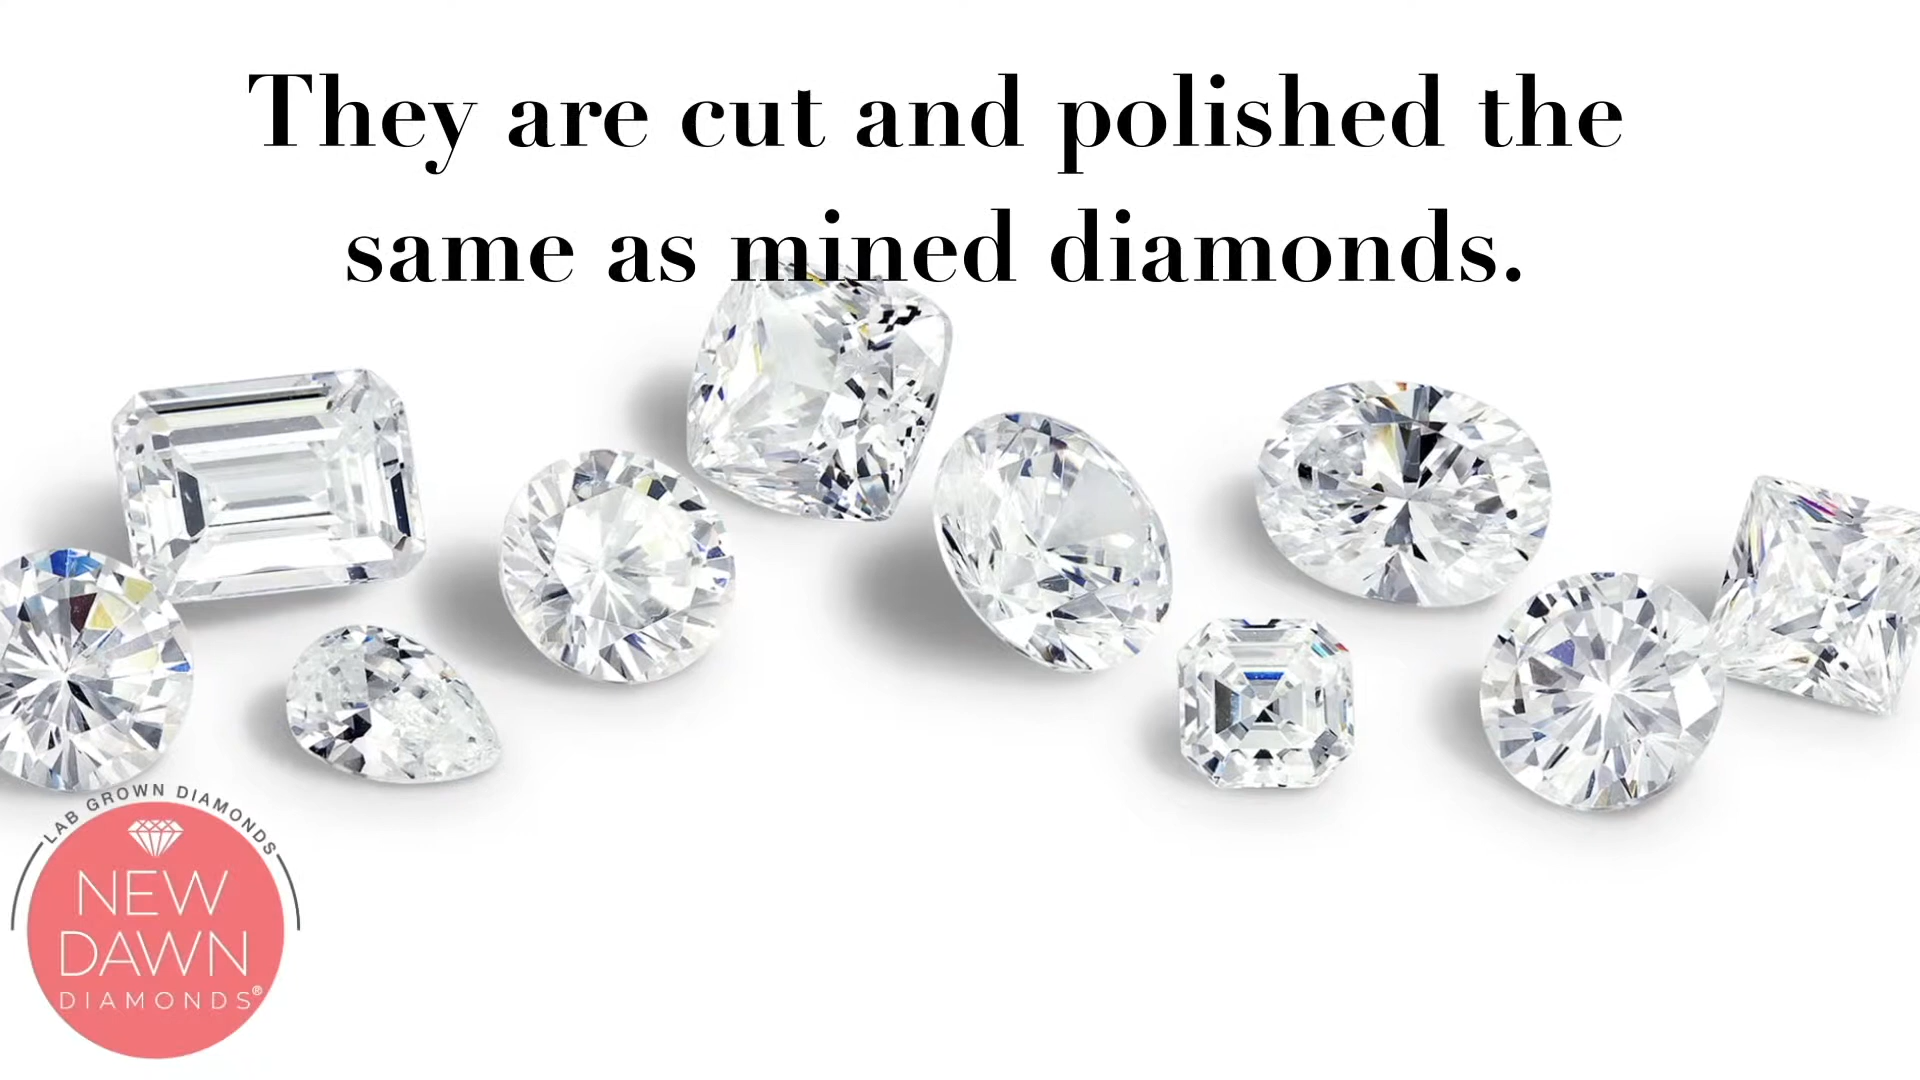 They are cut and polished the
same as mined diamonds.
LAB GROWN DIAMONDS
NEW
DAWN
DIAMONDS®